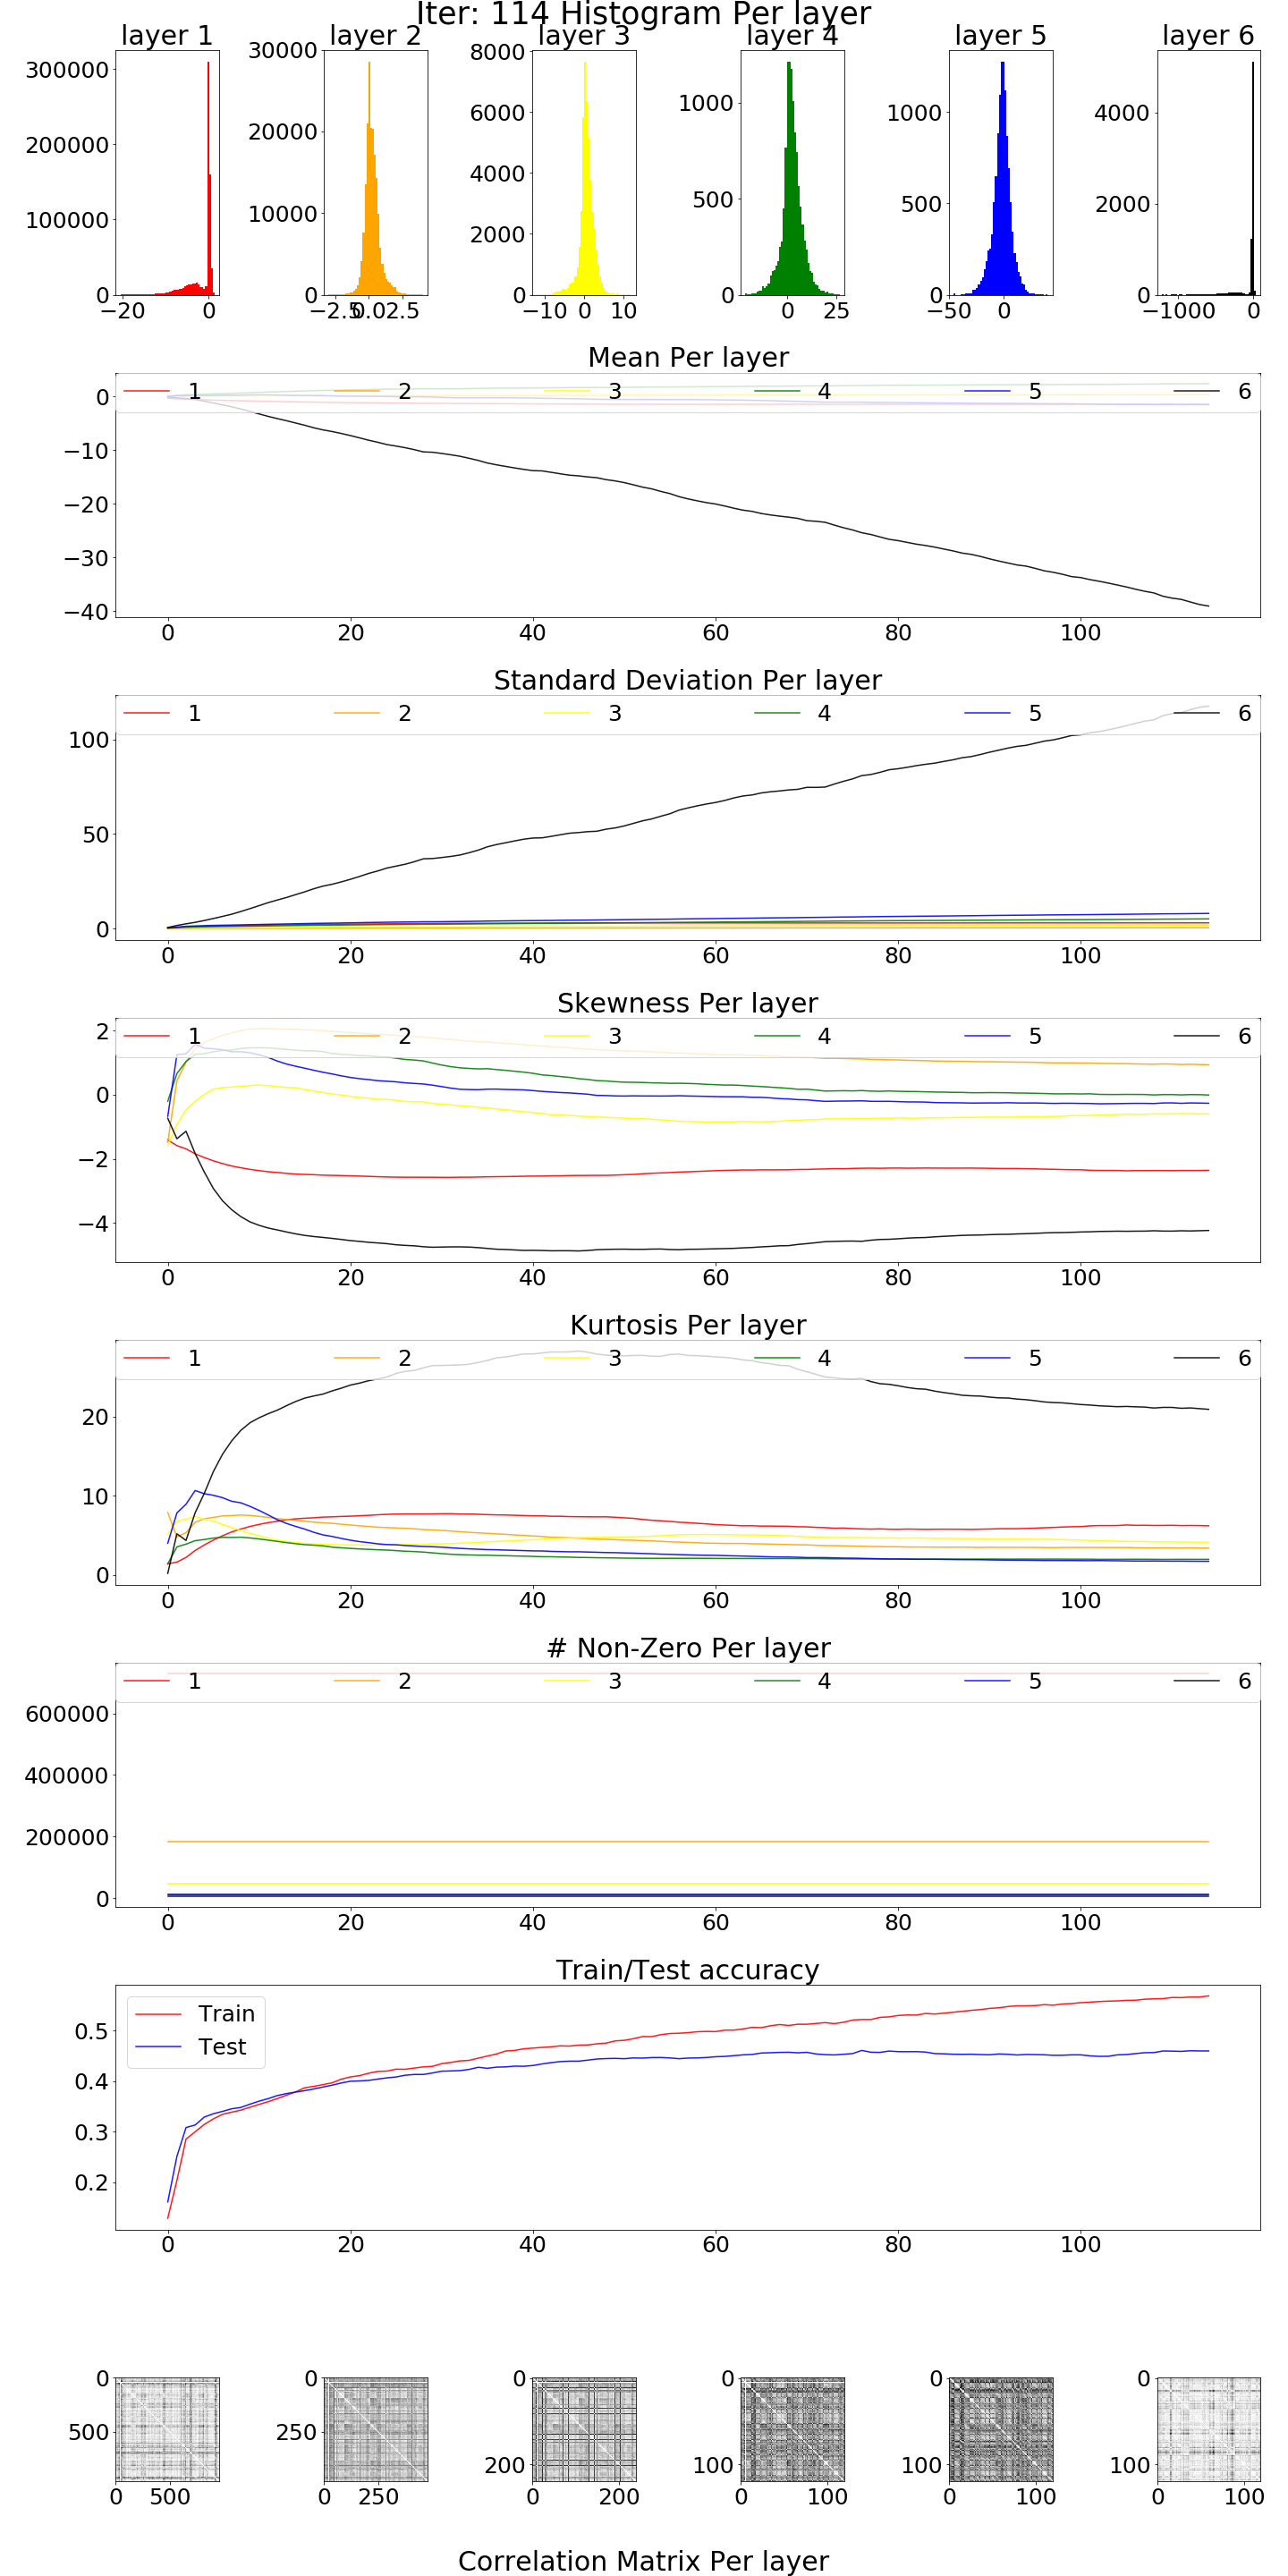 Iter: 114 Histogram Per layer
layer 1 layer 2 layer 3 layer 4 layer 5 layer 6
300000 200000 100000 0
−20 0
30000 20000 10000 0
−2.5 0.0 2.5
8000 6000 4000 2000 0
−10 0 10
1000 500 0
0 25
1000 500 0
−50 0
4000 2000 0
−1000 0
Mean Per layer
1 2 3 4 5 6
0
−10
−20
−30
−40
0 20 40 60 80 100
Standard Deviation Per layer
1 2 3 4 5 6
100
50
0
0 20 40 60 80 100
Skewness Per layer
1 2 3 4 5 6
2
0
−2
−4
0 20 40 60 80 100
Kurtosis Per layer
1 2 3 4 5 6
20
10
0
0 20 40 60 80 100
# Non-Zero Per layer
1 2 3 4 5 6
600000
400000
200000
0
0 20 40 60 80 100
Train/Test accuracy
Train
Test
0.5
0.4
0.3
0.2
0 20 40 60 80 100
0 500
0 500
0 250
0 250
0 200
0 200
0 100
0 100
0 100
0 100
0 100
0 100
Correlation Matrix Per layer